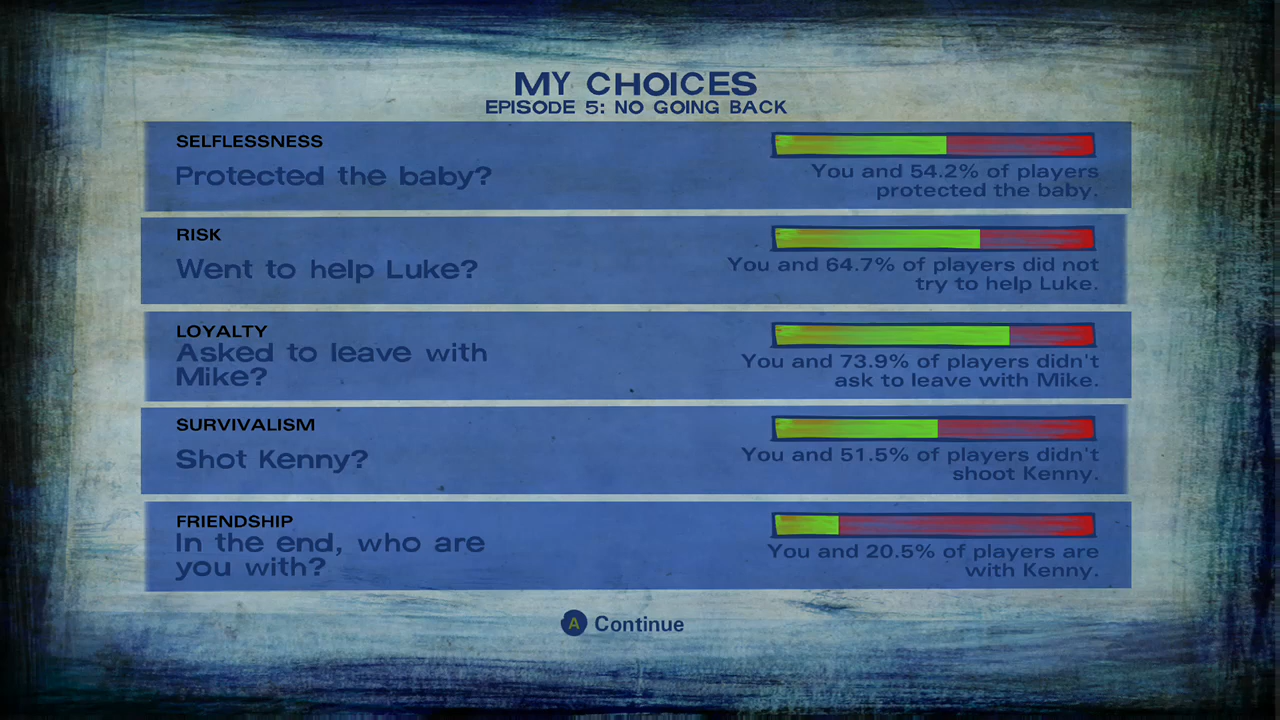 MY CHOICES
EPISODE 5: NO GOING BACK
SELFLESSNESS
Protected the baby?
You and 54.2% of players
protected the baby.
RISK
Went to help Luke?
You and 64.7% of players did not
try to help Luke.
LOYALTY
Asked to leave with
Mike?
You and 73.9% of players didn't
ask to leave with Mike.
SURVIVALISM
Shot Kenny?
You and 51.5% of players didn't
shoot Kenny.
FRIENDSHIP
In the end, who are
you with?
You and 20.5% of players are
with Kenny.
A Continue